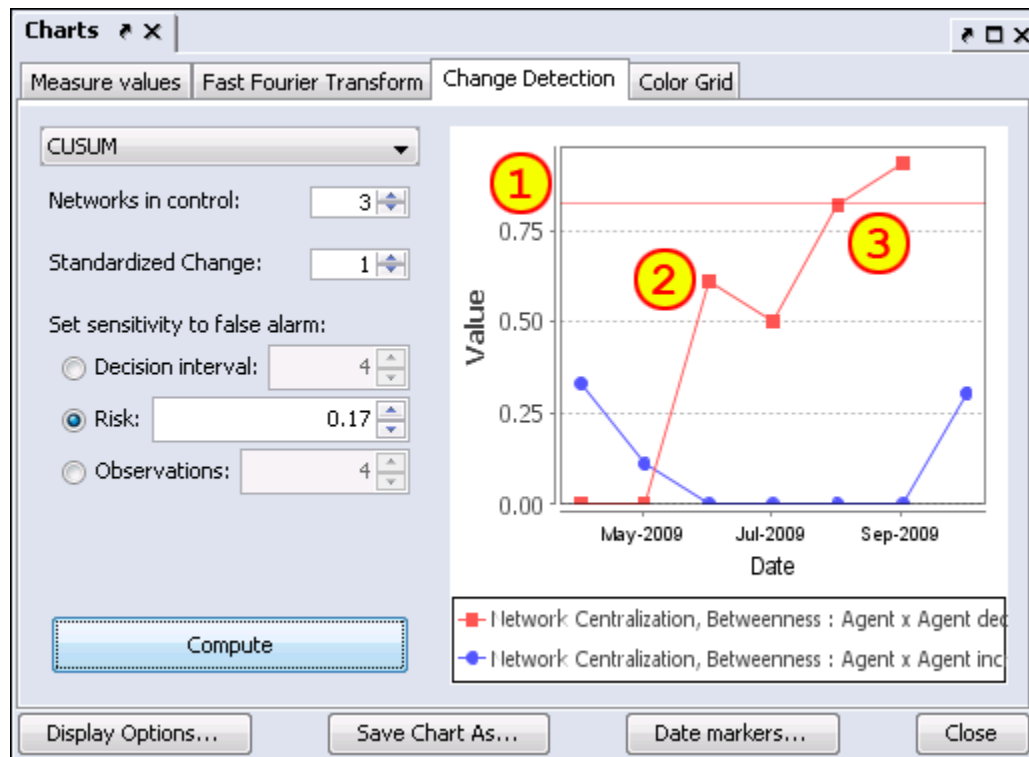 Charts
Measure values
Fast Fourier Transform
Change Detection
Color Grid
CUSUM
Networks in control:
3
Standardized Change:
1
Set sensitivity to false alarm:
Decision interval:
4
Risk:
0.17
Observations:
4
Compute
1
2
3
Value
0.75
0.50
0.25
0.00
May-2009
Jul-2009
Sep-2009
Date
Network Centralization, Betweenness : Agent x Agent dec
Network Centralization, Betweenness : Agent x Agent inc
Display Options...
Save Chart As...
Date markers...
Close